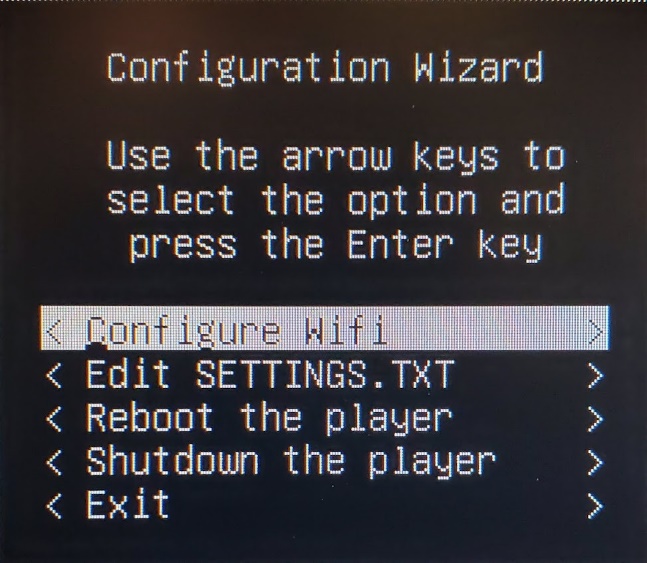 Configuration Wizard
Use the arrow keys to
select the option and
press the Enter key
< Configure Wifi >
< Edit SETTINGS.TXT >
< Reboot the player >
< Shutdown the player >
< Exit >